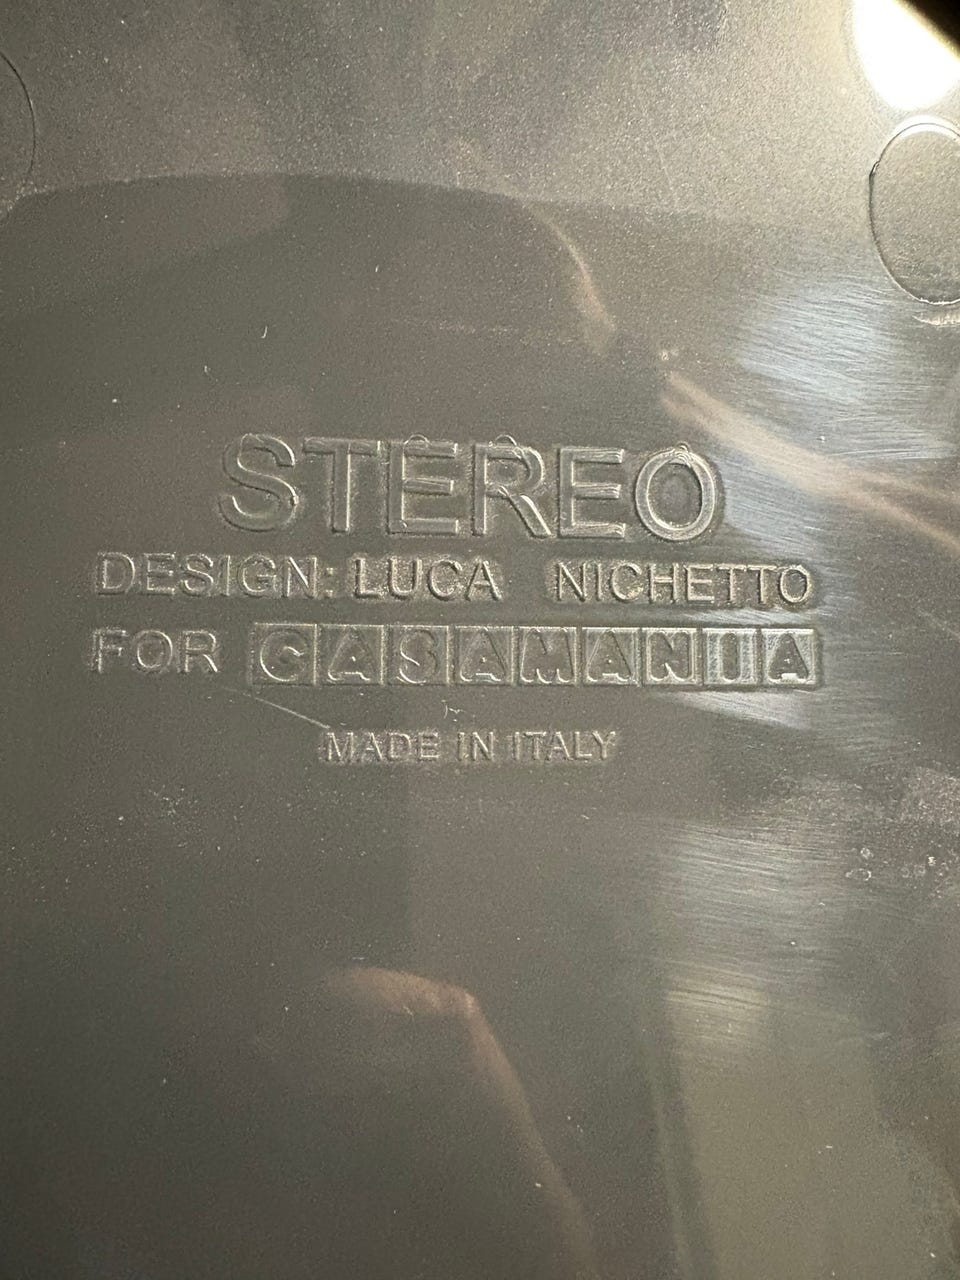 STEREO
DESIGN: LUCA NICHETTO
FOR CASAMANIA
MADE IN ITALY